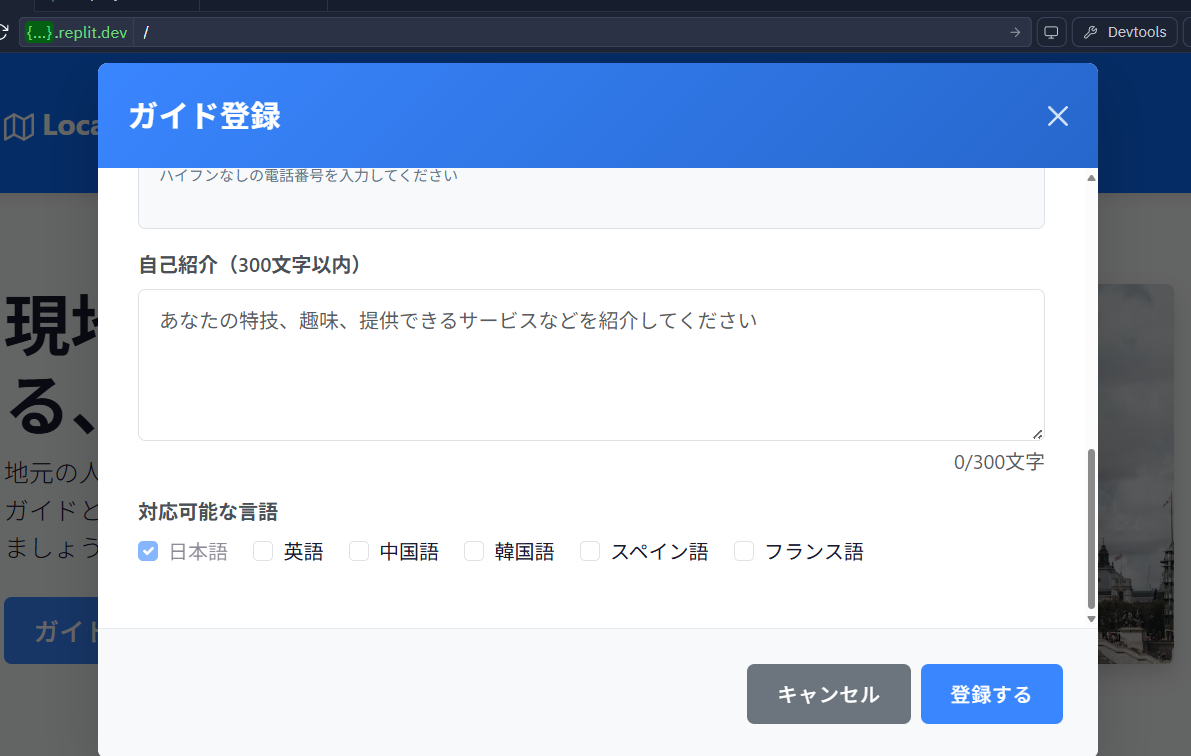 {...}.replit.dev /
Devtools
ガイド登録
Loca
ハイフンなしの電話番号を入力してください
自己紹介（300文字以内）
あなたの特技、趣味、提供できるサービスなどを紹介してください
0/300文字
対応可能な言語
日本語 英語 中国語 韓国語 スペイン語 フランス語
キャンセル 登録する
現地
る、
地元の人
ガイドと
ましょう
ガイド